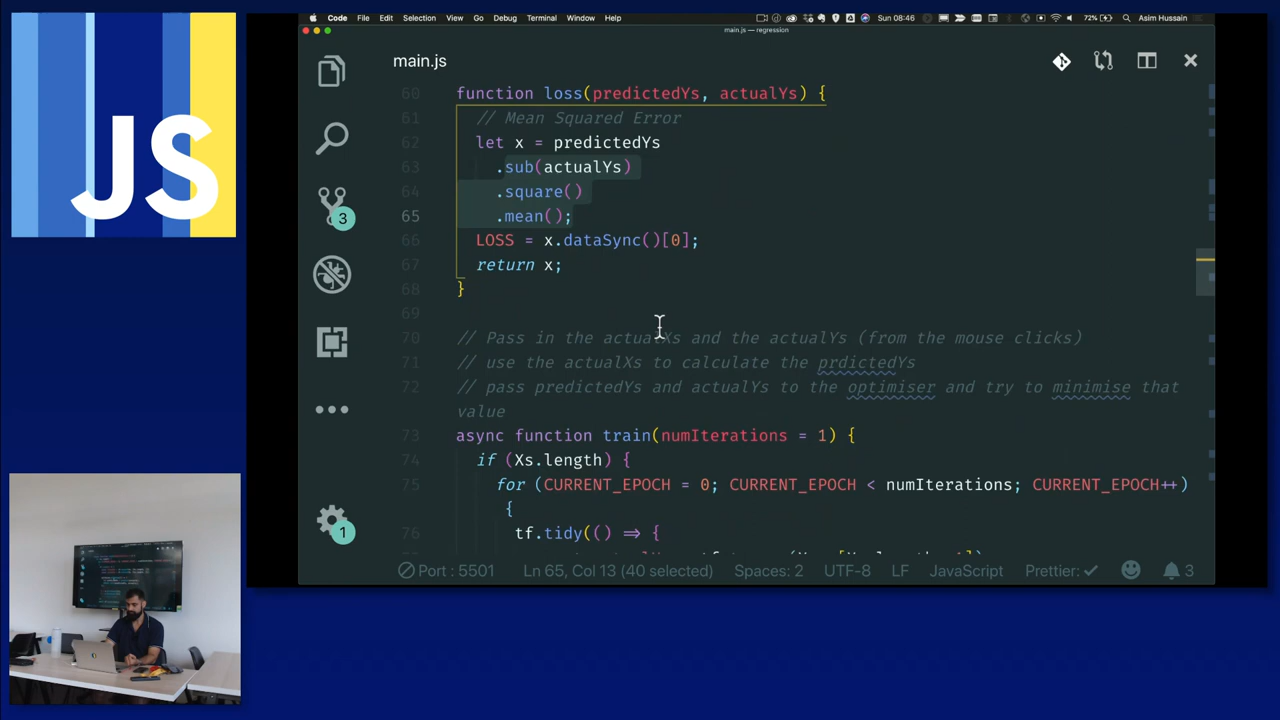 JS
Code File Edit Selection View Go Debug Terminal Window Help Sun 08:46 72% Asim Hussain
main.js — regression
main.js
60 function loss(predictedYs, actualYs) {
61 // Mean Squared Error
62 let x = predictedYs
63 .sub(actualYs)
64 .square()
65 .mean();
66 LOSS = x.dataSync()[0];
67 return x;
68 }
69
70 // Pass in the actualXs and the actualYs (from the mouse clicks)
71 // use the actualXs to calculate the prdictedYs
72 // pass predictedYs and actualYs to the optimiser and try to minimise that
value
73 async function train(numIterations = 1) {
74 if (Xs.length) {
75 for (CURRENT_EPOCH = 0; CURRENT_EPOCH < numIterations; CURRENT_EPOCH++)
{
76 tf.tidy(() => {
3
1
Port : 5501 Ln 65, Col 13 (40 selected) Spaces: 2 UTF-8 LF JavaScript Prettier: ✓ 3